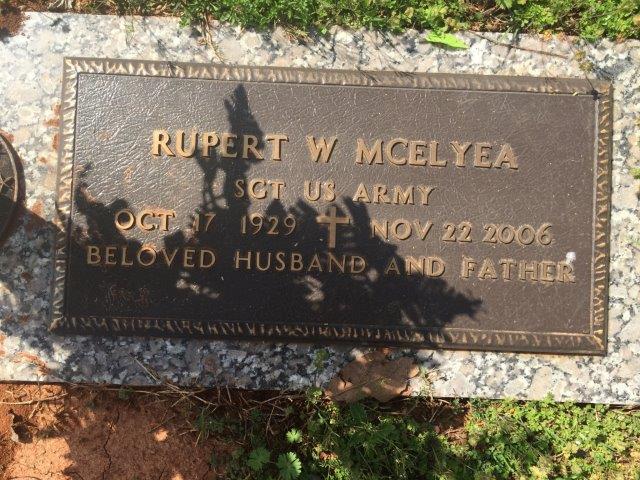 RUPERT W MCELYEA
SGT US ARMY
OCT 17 1929 NOV 22 2006
BELOVED HUSBAND AND FATHER